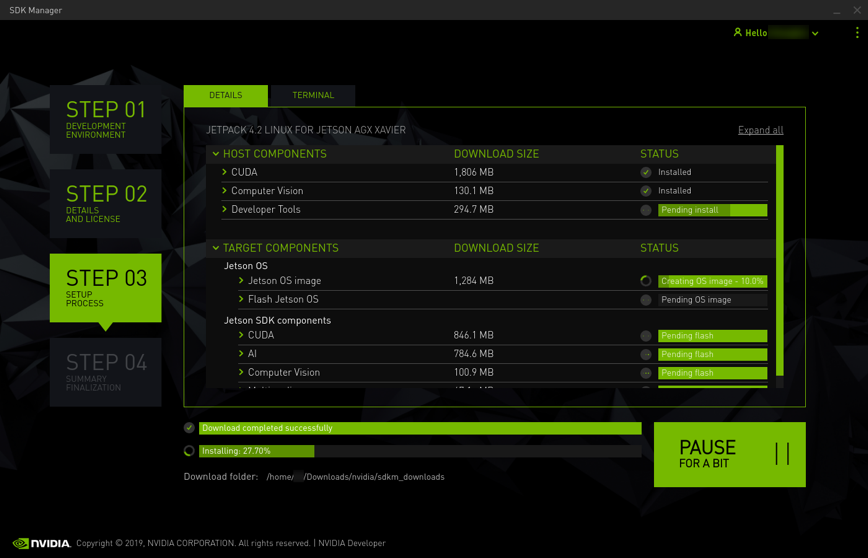 SDK Manager
Hello
STEP 01
DEVELOPMENT
ENVIRONMENT
STEP 02
DETAILS
AND LICENSE
STEP 03
SETUP
PROCESS
STEP 04
SUMMARY
FINALIZATION
DETAILS TERMINAL
JETPACK 4.2 LINUX FOR JETSON AGX XAVIER Expand all
HOST COMPONENTS DOWNLOAD SIZE STATUS
CUDA 1,806 MB Installed
Computer Vision 130.1 MB Installed
Developer Tools 294.7 MB Pending install
TARGET COMPONENTS DOWNLOAD SIZE STATUS
Jetson OS
Jetson OS image 1,284 MB Creating OS image - 10.0%
Flash Jetson OS Pending OS image
Jetson SDK components
CUDA 846.1 MB Pending flash
AI 784.6 MB Pending flash
Computer Vision 100.9 MB Pending flash
Download completed successfully
Installing: 27.70%
Download folder: /home/ /Downloads/nvidia/sdkm_downloads
PAUSE
FOR A BIT
NVIDIA. Copyright © 2019, NVIDIA CORPORATION. All rights reserved. | NVIDIA Developer